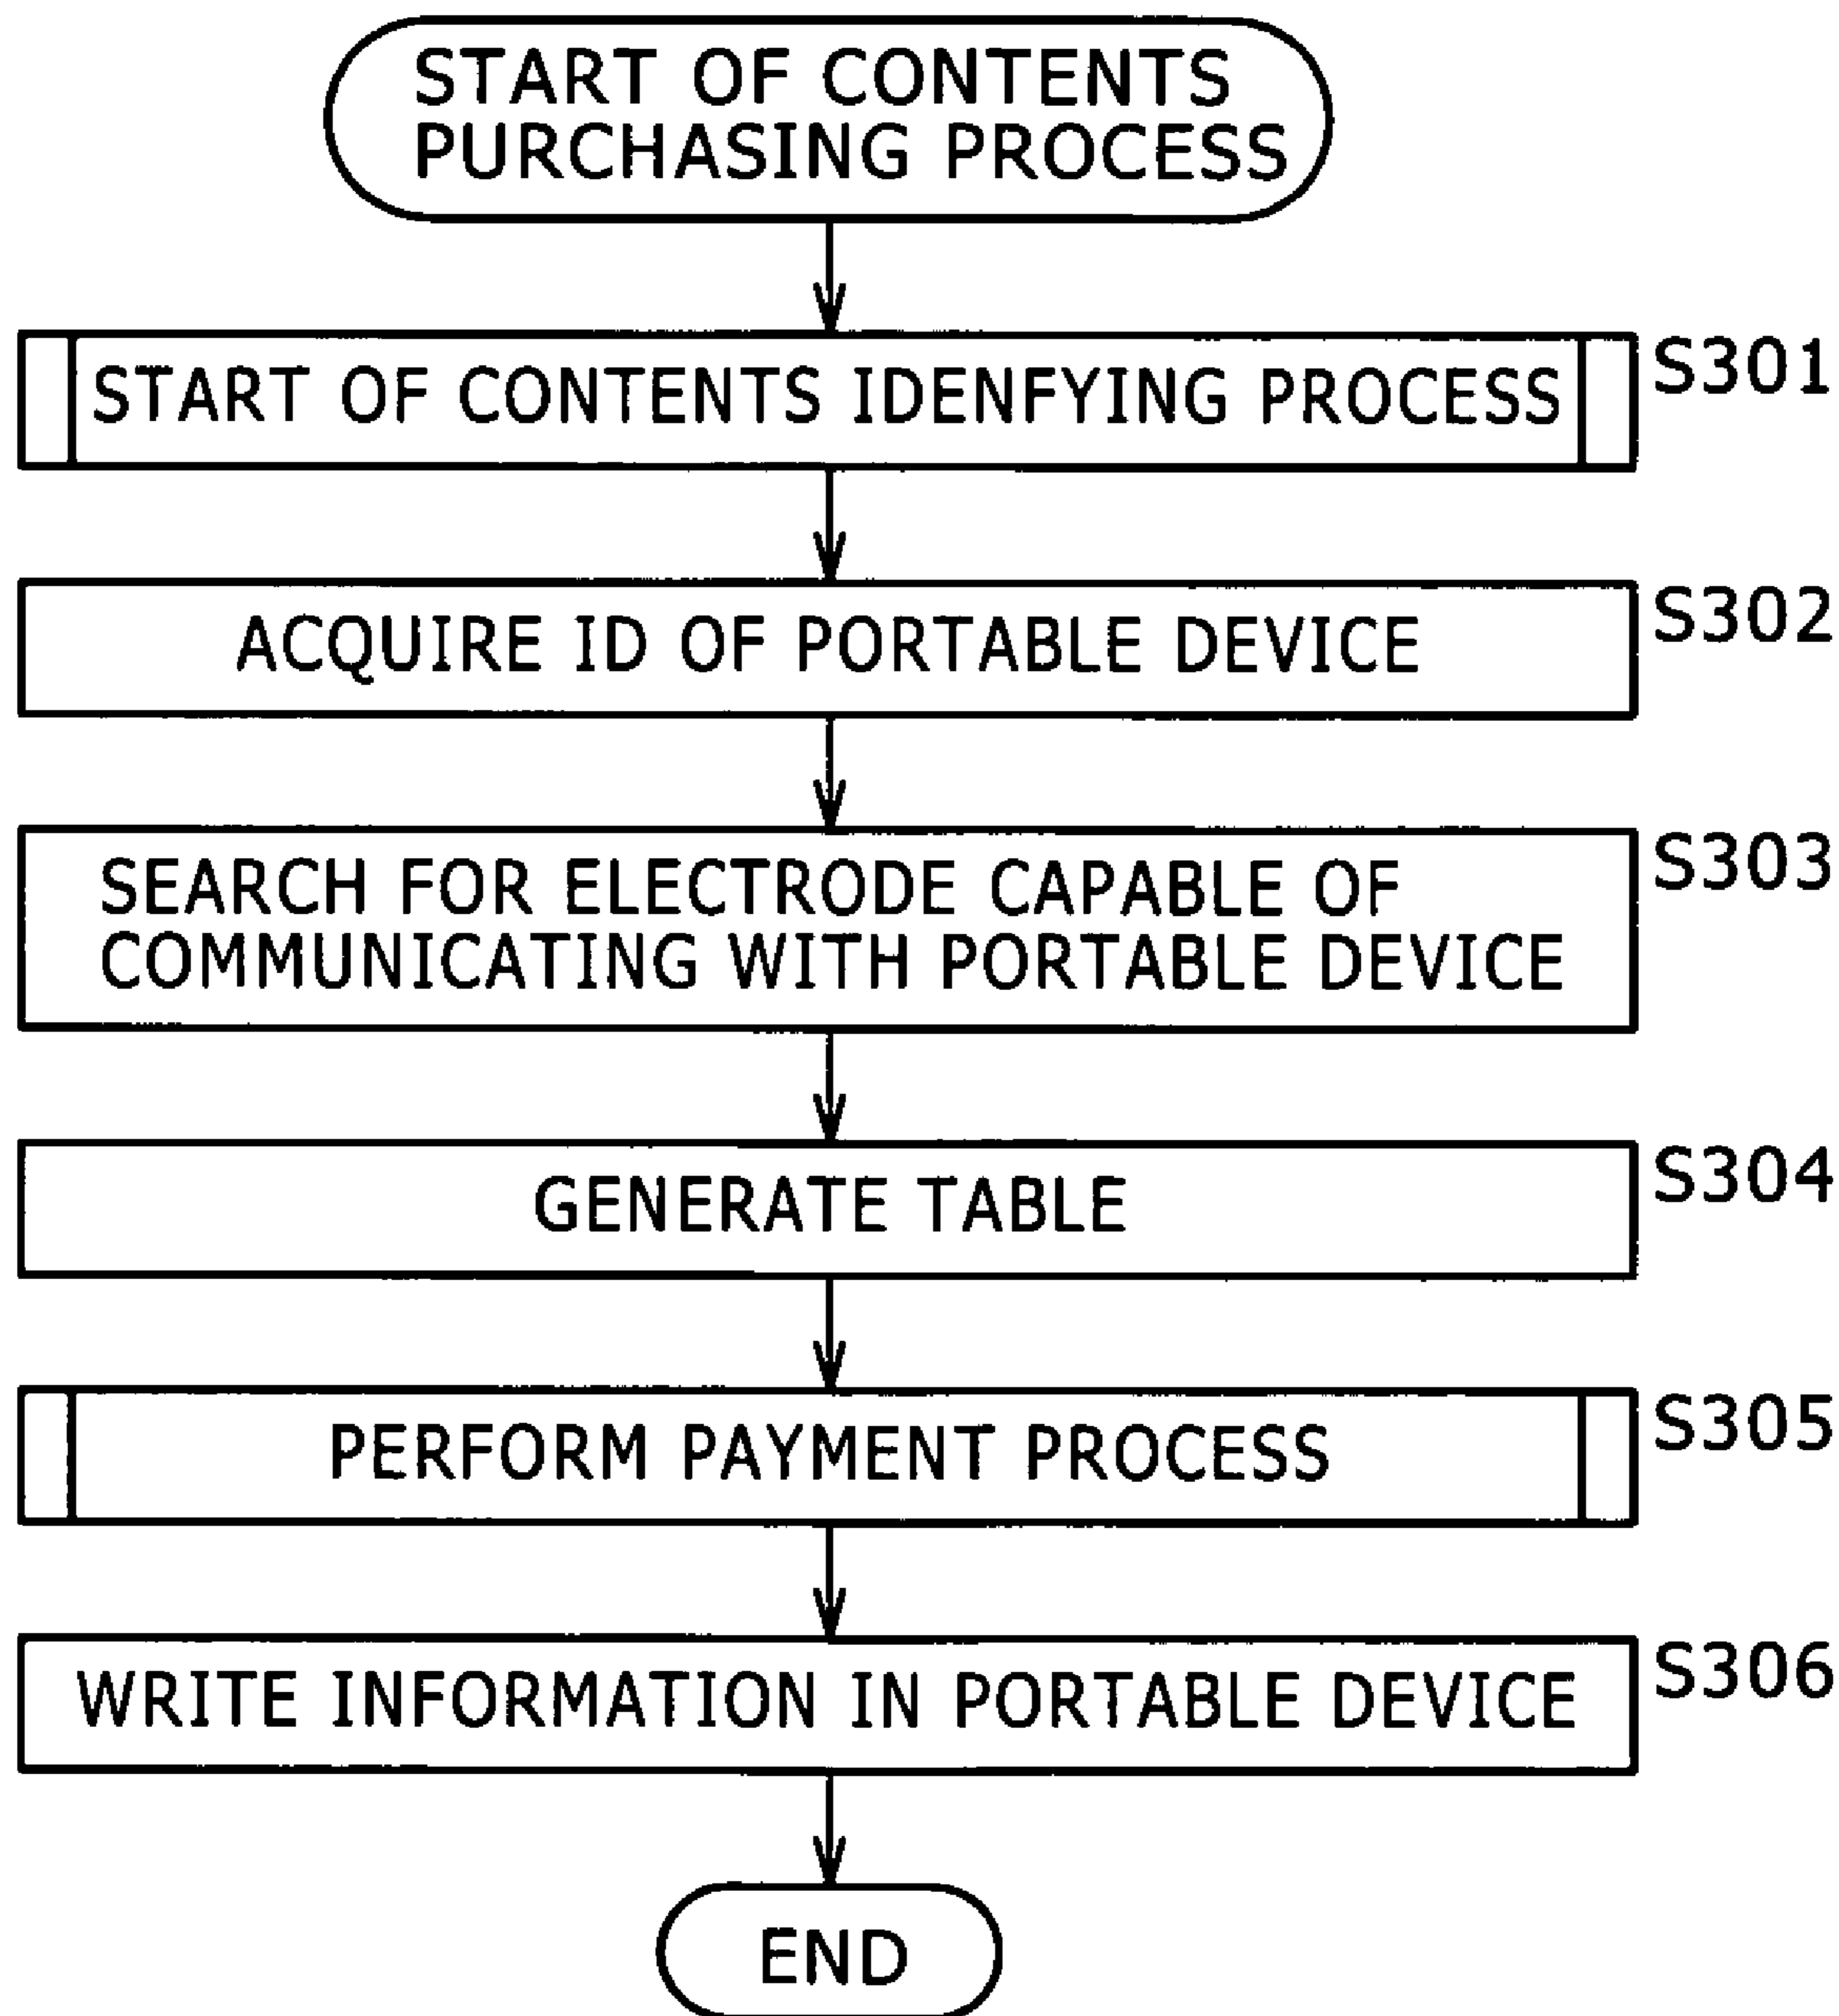 START OF CONTENTS
PURCHASING PROCESS
START OF CONTENTS IDENFYING PROCESS
S301
ACQUIRE ID OF PORTABLE DEVICE
S302
SEARCH FOR ELECTRODE CAPABLE OF
COMMUNICATING WITH PORTABLE DEVICE
S303
GENERATE TABLE
S304
PERFORM PAYMENT PROCESS
S305
WRITE INFORMATION IN PORTABLE DEVICE
S306
END